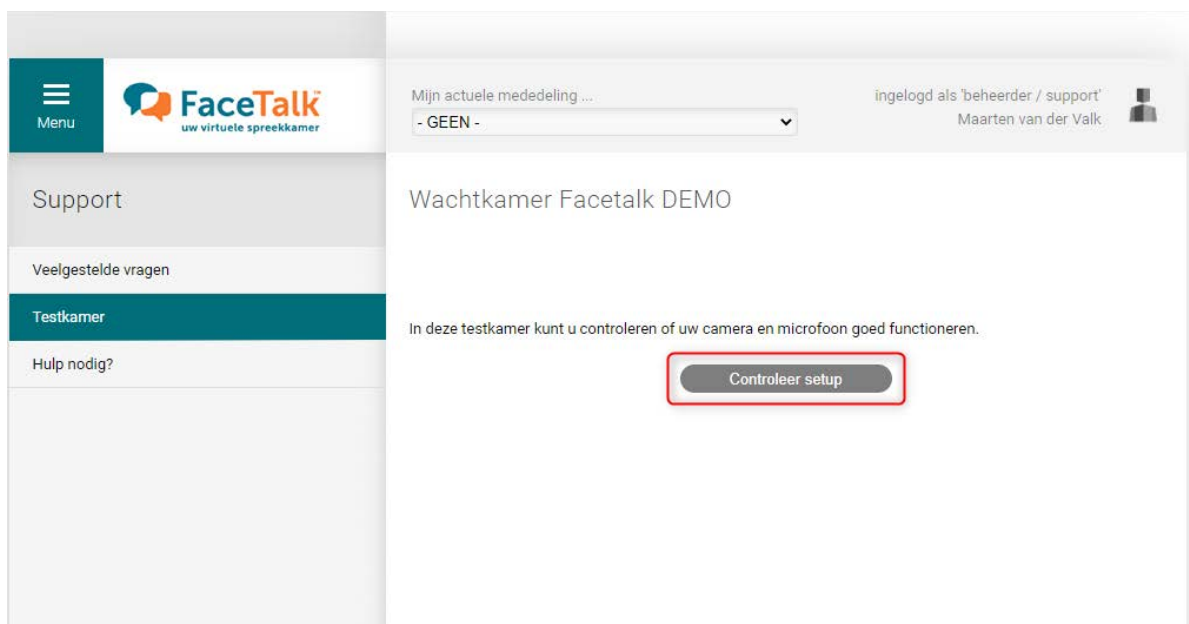 Menu
FaceTalk™
uw virtuele spreekkamer
Mijn actuele mededeling ...
- GEEN -
ingelogd als 'beheerder / support'
Maarten van der Valk
Support
Veelgestelde vragen
Testkamer
Hulp nodig?
Wachtkamer Facetalk DEMO
In deze testkamer kunt u controleren of uw camera en microfoon goed functioneren.
Controleer setup